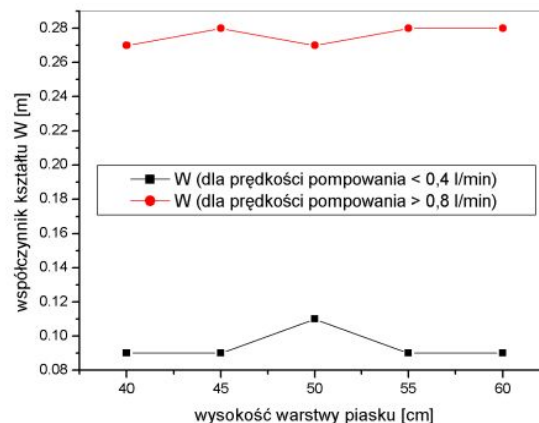 0.28
0.26
0.24
0.22
0.20
0.18
0.16
0.14
0.12
0.10
0.08
współczynnik kształtu W [m]
W (dla prędkości pompowania < 0,4 l/min)
W (dla prędkości pompowania > 0,8 l/min)
40 45 50 55 60
wysokość warstwy piasku [cm]